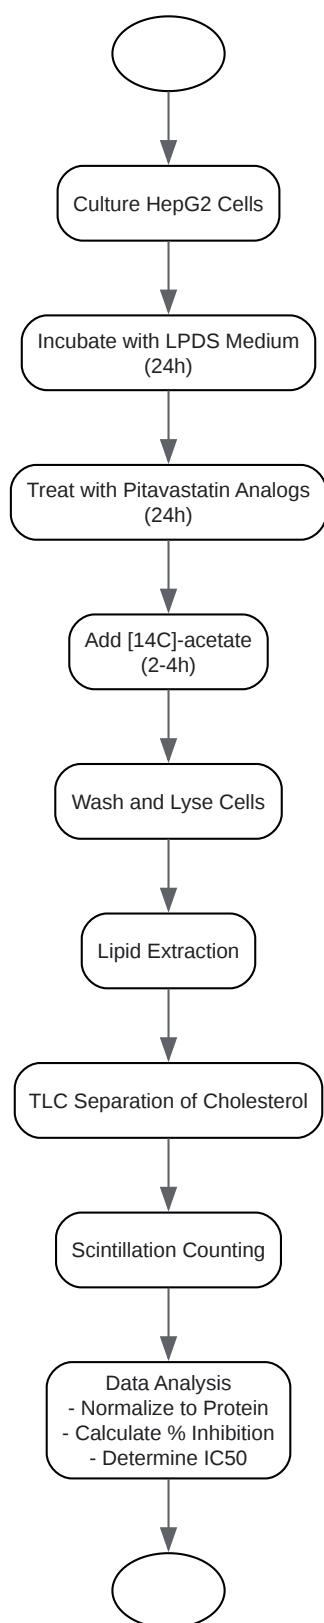 Culture HepG2 Cells
Incubate with LPDS Medium
(24h)
Treat with Pitavastatin Analogs
(24h)
Add [14C]-acetate
(2-4h)
Wash and Lyse Cells
Lipid Extraction
TLC Separation of Cholesterol
Scintillation Counting
Data Analysis
- Normalize to Protein
- Calculate % Inhibition
- Determine IC50